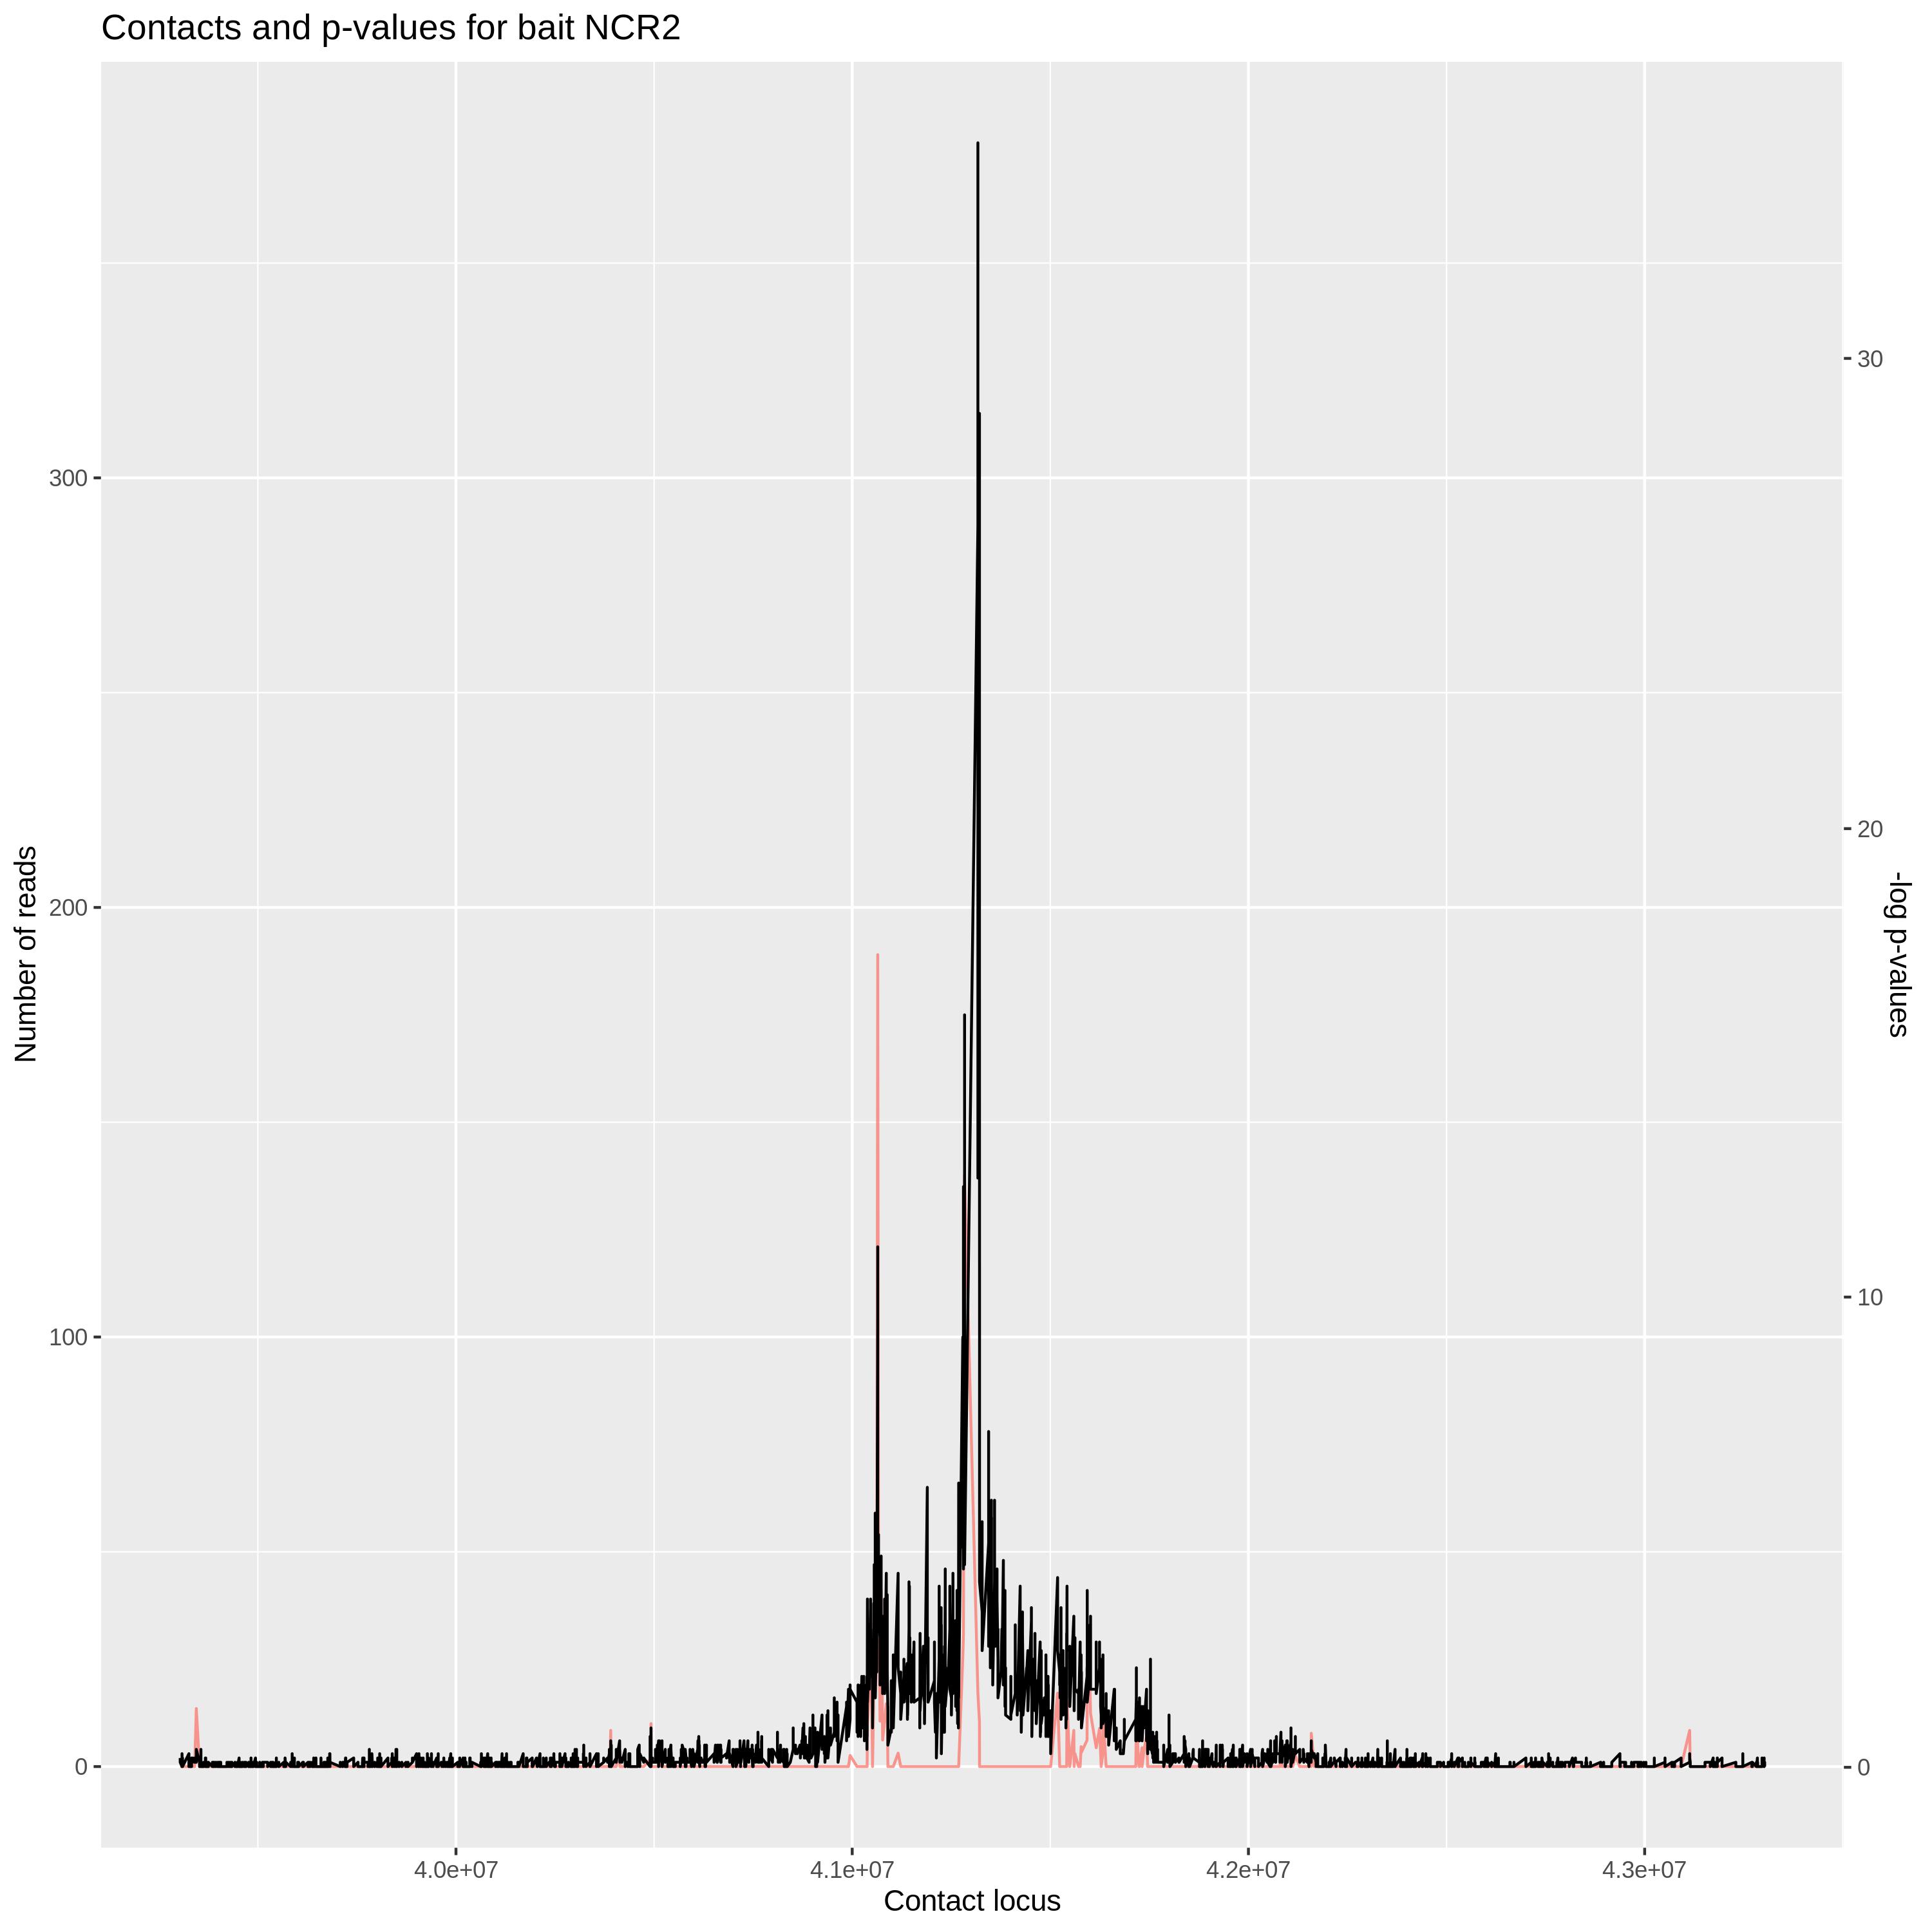 Contacts and p-values for bait NCR2
300
200
100
0
30
20
10
0
Number of reads
-log p-values
4.0e+07
4.1e+07
4.2e+07
4.3e+07
Contact locus